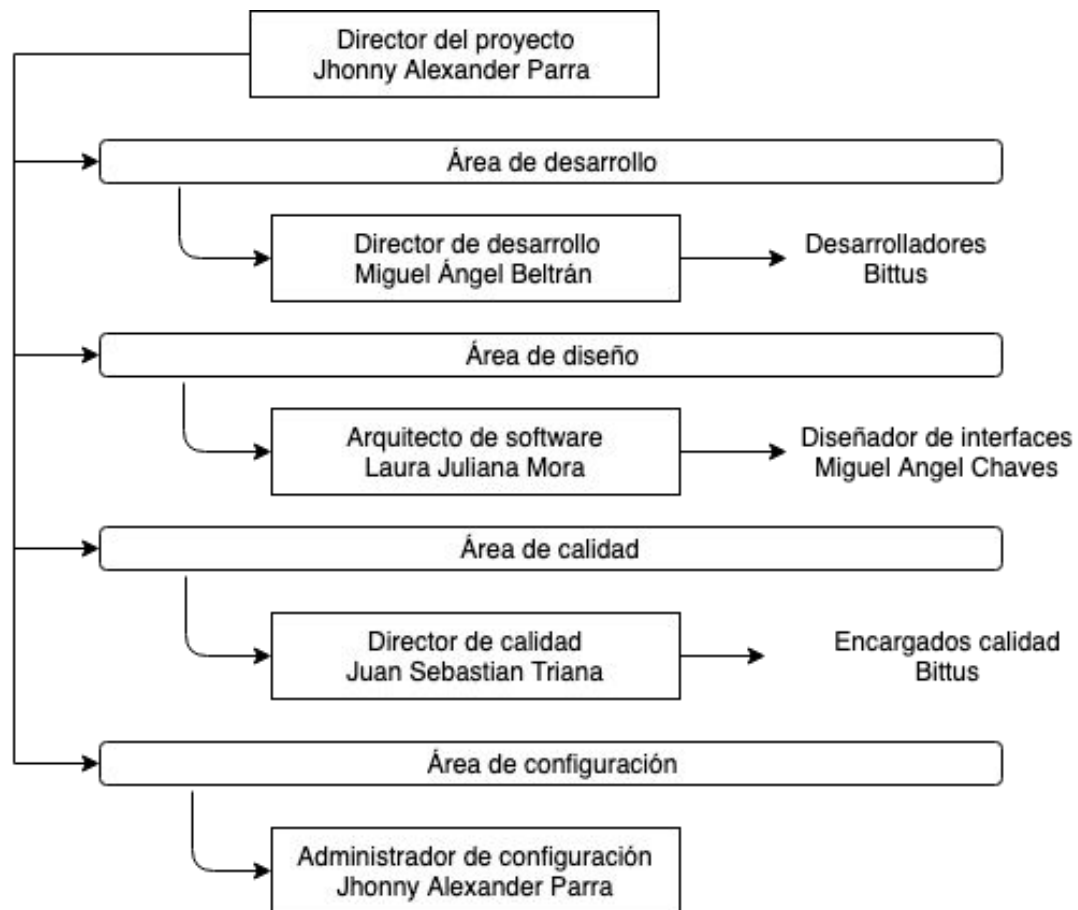 Director del proyecto
Jhonny Alexander Parra
Área de desarrollo
Director de desarrollo
Miguel Ángel Beltrán
Desarrolladores
Bittus
Área de diseño
Arquitecto de software
Laura Juliana Mora
Diseñador de interfaces
Miguel Angel Chaves
Área de calidad
Director de calidad
Juan Sebastian Triana
Encargados calidad
Bittus
Área de configuración
Administrador de configuración
Jhonny Alexander Parra